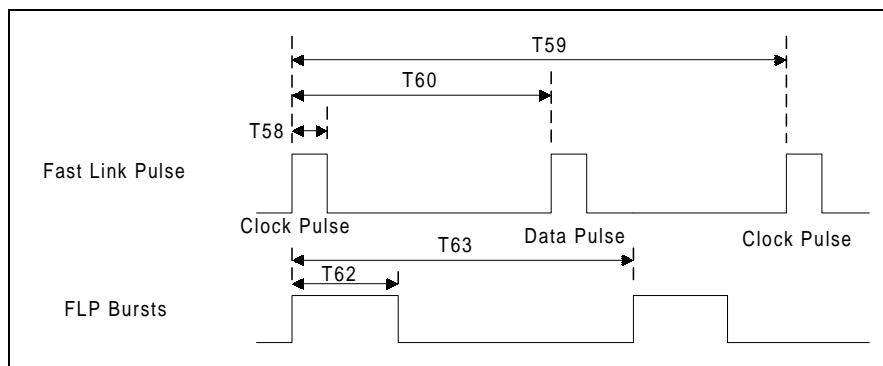 T59
T60
T58
Fast Link Pulse
Clock Pulse
Data Pulse
Clock Pulse
T63
T62
FLP Bursts